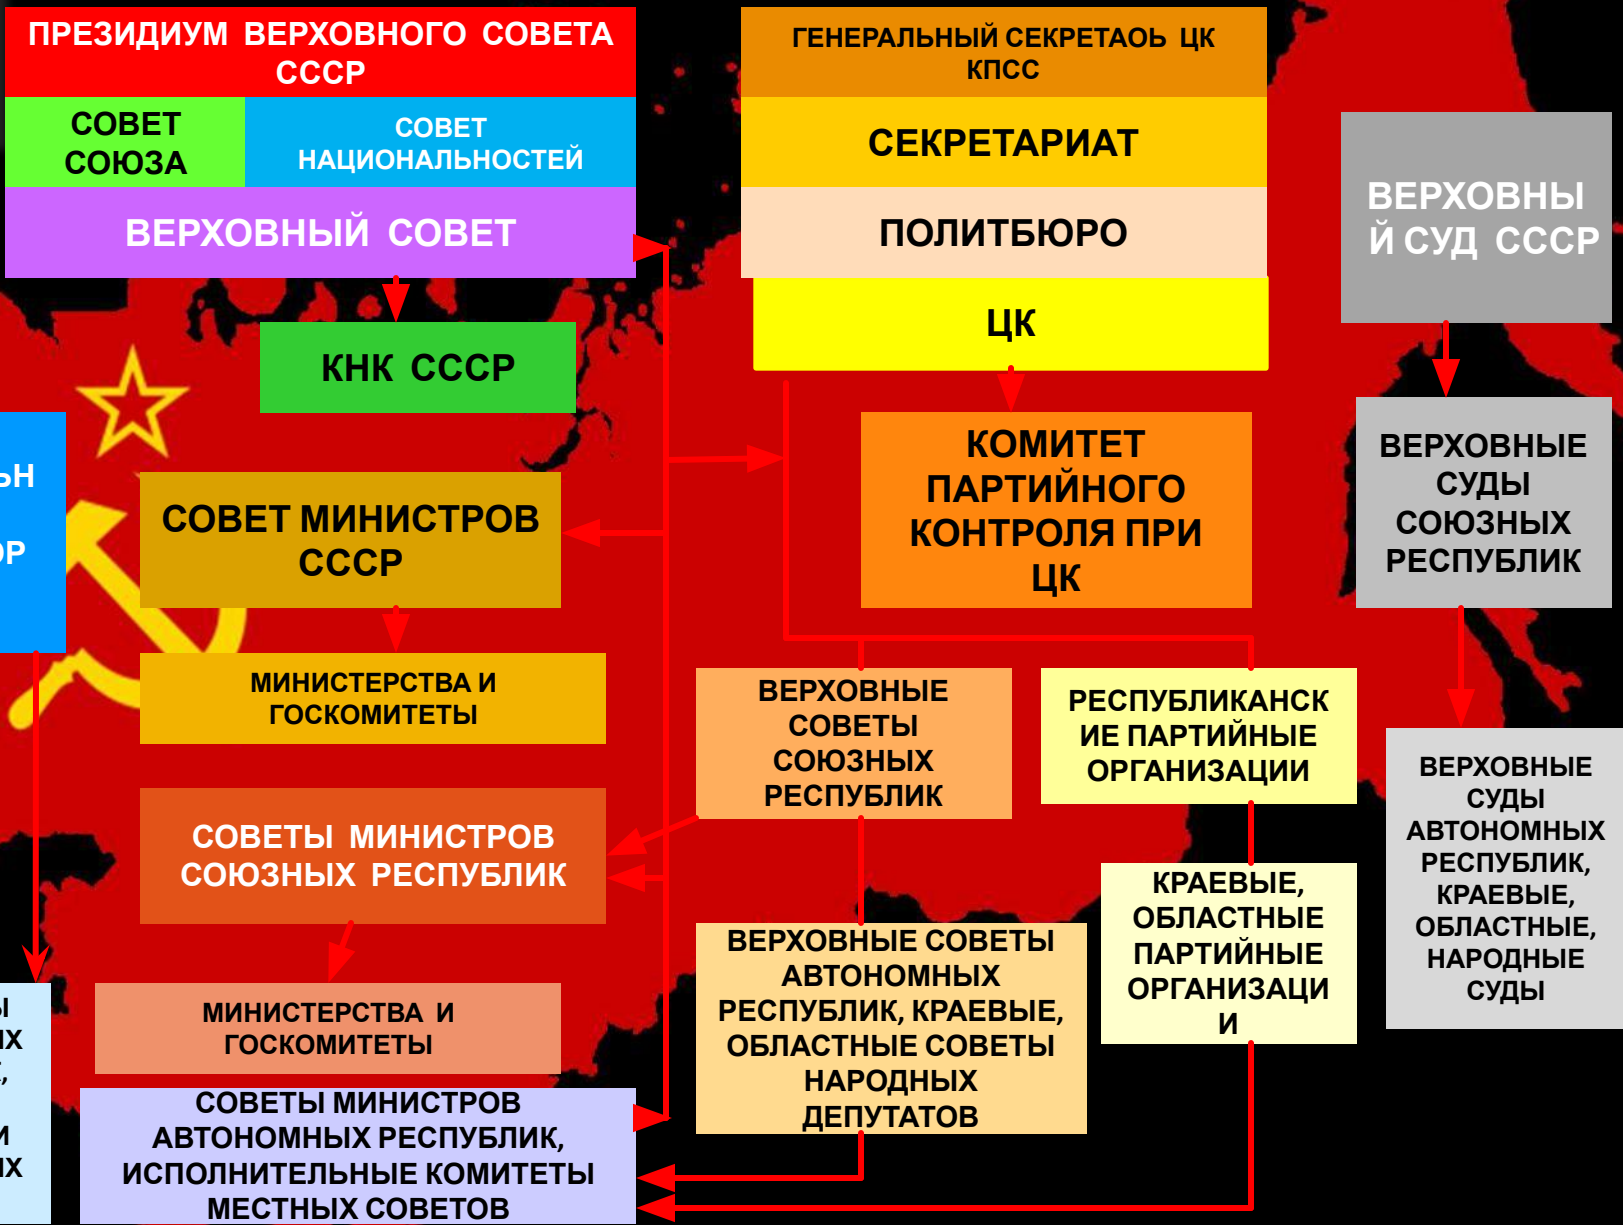 ПРЕЗИДИУМ ВЕРХОВНОГО СОВЕТА
СССР
СОВЕТ
СОЮЗА
СОВЕТ
НАЦИОНАЛЬНОСТЕЙ
ВЕРХОВНЫЙ СОВЕТ
КНК СССР
СОВЕТ МИНИСТРОВ
СССР
МИНИСТЕРСТВА И
ГОСКОМИТЕТЫ
СОВЕТЫ МИНИСТРОВ
СОЮЗНЫХ РЕСПУБЛИК
МИНИСТЕРСТВА И
ГОСКОМИТЕТЫ
СОВЕТЫ МИНИСТРОВ
АВТОНОМНЫХ РЕСПУБЛИК,
ИСПОЛНИТЕЛЬНЫЕ КОМИТЕТЫ
МЕСТНЫХ СОВЕТОВ
ГЕНЕРАЛЬНЫЙ СЕКРЕТАОЬ ЦК
КПСС
СЕКРЕТАРИАТ
ПОЛИТБЮРО
ЦК
КОМИТЕТ
ПАРТИЙНОГО
КОНТРОЛЯ ПРИ
ЦК
ВЕРХОВНЫЕ
СОВЕТЫ
СОЮЗНЫХ
РЕСПУБЛИК
ВЕРХОВНЫЕ СОВЕТЫ
АВТОНОМНЫХ
РЕСПУБЛИК, КРАЕВЫЕ,
ОБЛАСТНЫЕ СОВЕТЫ
НАРОДНЫХ
ДЕПУТАТОВ
РЕСПУБЛИКАНСК
ИЕ ПАРТИЙНЫЕ
ОРГАНИЗАЦИИ
КРАЕВЫЕ,
ОБЛАСТНЫЕ
ПАРТИЙНЫЕ
ОРГАНИЗАЦИ
И
ВЕРХОВНЫ
Й СУД СССР
ВЕРХОВНЫЕ
СУДЫ
СОЮЗНЫХ
РЕСПУБЛИК
ВЕРХОВНЫЕ
СУДЫ
АВТОНОМНЫХ
РЕСПУБЛИК,
КРАЕВЫЕ,
ОБЛАСТНЫЕ,
НАРОДНЫЕ
СУДЫ